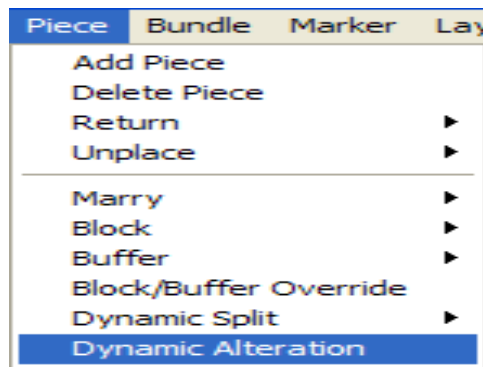 Piece Bundle Marker Lay
Add Piece
Delete Piece
Return
Unplace
Marry
Block
Buffer
Block/Buffer Override
Dynamic Split
Dynamic Alteration